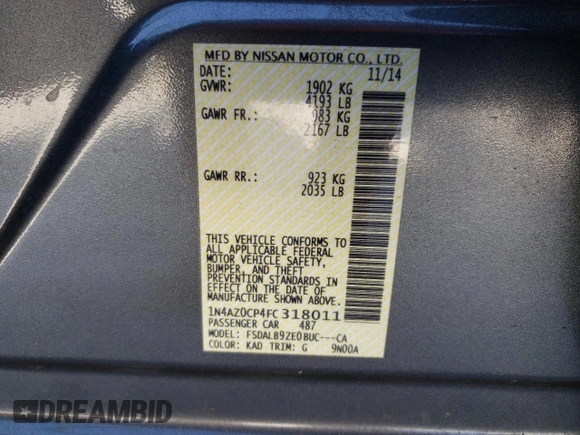 MFD BY NISSAN MOTOR CO., LTD.
DATE: 11/14
GVWR: 1902 KG
4193 LB
GAWR FR.: 983 KG
2167 LB
GAWR RR.: 923 KG
2035 LB
THIS VEHICLE CONFORMS TO
ALL APPLICABLE FEDERAL
MOTOR VEHICLE SAFETY,
BUMPER, AND THEFT
PREVENTION STANDARDS IN
EFFECT ON THE DATE OF
MANUFACTURE SHOWN ABOVE.
1N4AZ0CP4FC318011
PASSENGER CAR 487
MODEL: FSDALB9ZE0BUC---CA
COLOR: KAD TRIM: G 9N00A
DREAMBID